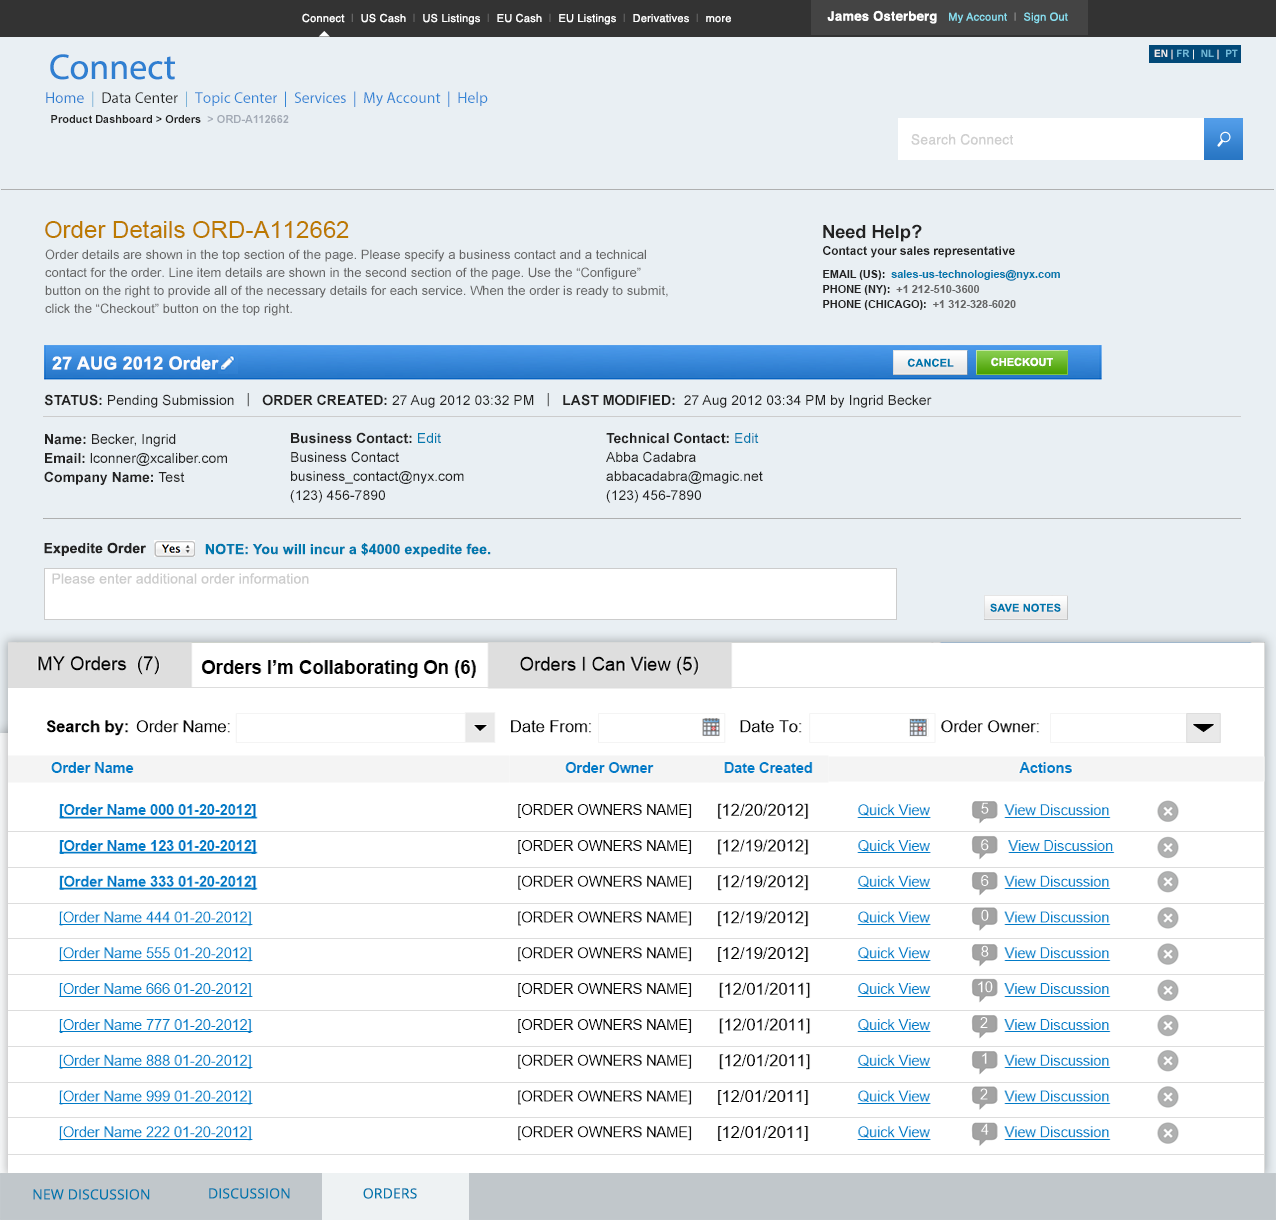 Connect | US Cash | US Listings | EU Cash | EU Listings | Derivatives | more
James Osterberg My Account | Sign Out
EN | FR | NL | PT
Connect
Home | Data Center | Topic Center | Services | My Account | Help
Product Dashboard > Orders > ORD-A112662
Search Connect
Order Details ORD-A112662
Order details are shown in the top section of the page. Please specify a business contact and a technical
contact for the order. Line item details are shown in the second section of the page. Use the “Configure”
button on the right to provide all of the necessary details for each service. When the order is ready to submit,
click the “Checkout” button on the top right.
Need Help?
Contact your sales representative
EMAIL (US): sales-us-technologies@nyx.com
PHONE (NY): +1 212-510-3600
PHONE (CHICAGO): +1 312-328-6020
27 AUG 2012 Order
CANCEL
CHECKOUT
STATUS: Pending Submission | ORDER CREATED: 27 Aug 2012 03:32 PM | LAST MODIFIED: 27 Aug 2012 03:34 PM by Ingrid Becker
Name: Becker, Ingrid
Email: lconner@xcaliber.com
Company Name: Test
Business Contact: Edit
Business Contact
business_contact@nyx.com
(123) 456-7890
Technical Contact: Edit
Abba Cadabra
abbacadabra@magic.net
(123) 456-7890
Expedite Order Yes NOTE: You will incur a $4000 expedite fee.
Please enter additional order information
SAVE NOTES
MY Orders (7)
Orders I’m Collaborating On (6)
Orders I Can View (5)
Search by: Order Name: Date From: Date To: Order Owner:
Order Name Order Owner Date Created Actions
[Order Name 000 01-20-2012] [ORDER OWNERS NAME] [12/20/2012] Quick View 5 View Discussion
[Order Name 123 01-20-2012] [ORDER OWNERS NAME] [12/19/2012] Quick View 6 View Discussion
[Order Name 333 01-20-2012] [ORDER OWNERS NAME] [12/19/2012] Quick View 6 View Discussion
[Order Name 444 01-20-2012] [ORDER OWNERS NAME] [12/19/2012] Quick View 0 View Discussion
[Order Name 555 01-20-2012] [ORDER OWNERS NAME] [12/19/2012] Quick View 8 View Discussion
[Order Name 666 01-20-2012] [ORDER OWNERS NAME] [12/01/2011] Quick View 10 View Discussion
[Order Name 777 01-20-2012] [ORDER OWNERS NAME] [12/01/2011] Quick View 2 View Discussion
[Order Name 888 01-20-2012] [ORDER OWNERS NAME] [12/01/2011] Quick View 1 View Discussion
[Order Name 999 01-20-2012] [ORDER OWNERS NAME] [12/01/2011] Quick View 2 View Discussion
[Order Name 222 01-20-2012] [ORDER OWNERS NAME] [12/01/2011] Quick View 4 View Discussion
NEW DISCUSSION DISCUSSION ORDERS